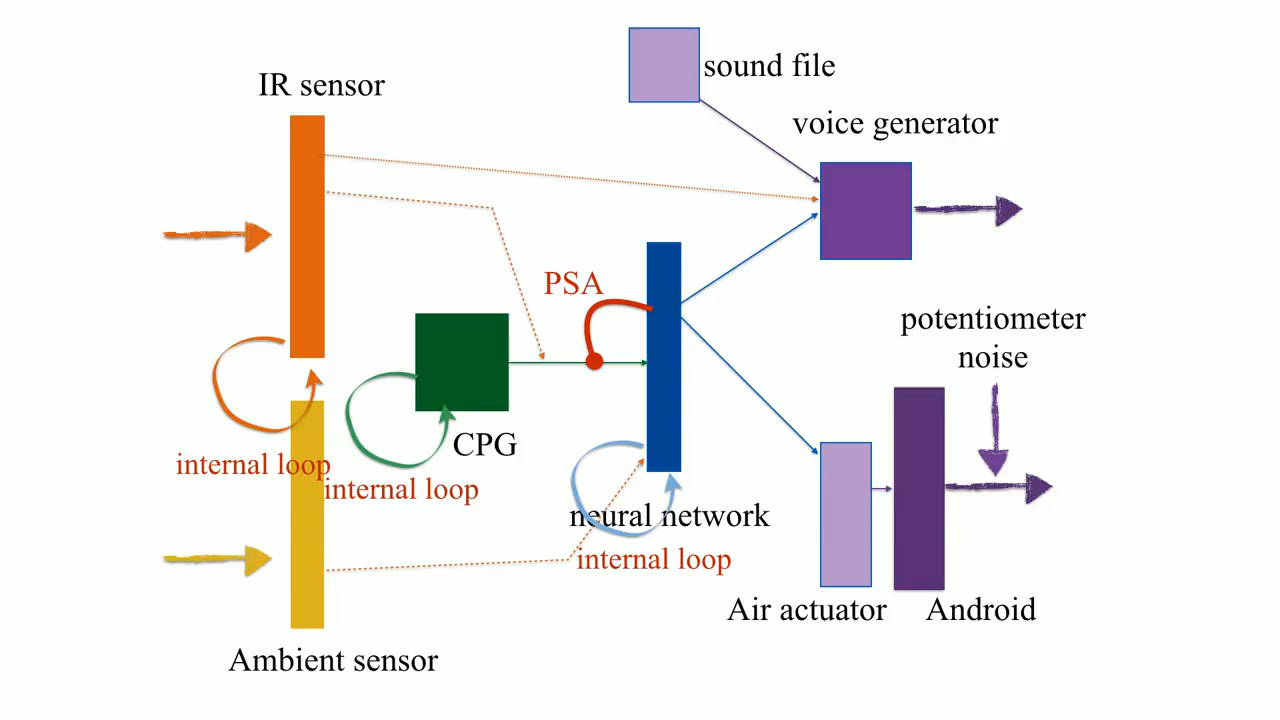 sound file
IR sensor
voice generator
PSA
potentiometer
noise
CPG
internal loop
internal loop
neural network
internal loop
Air actuator
Android
Ambient sensor